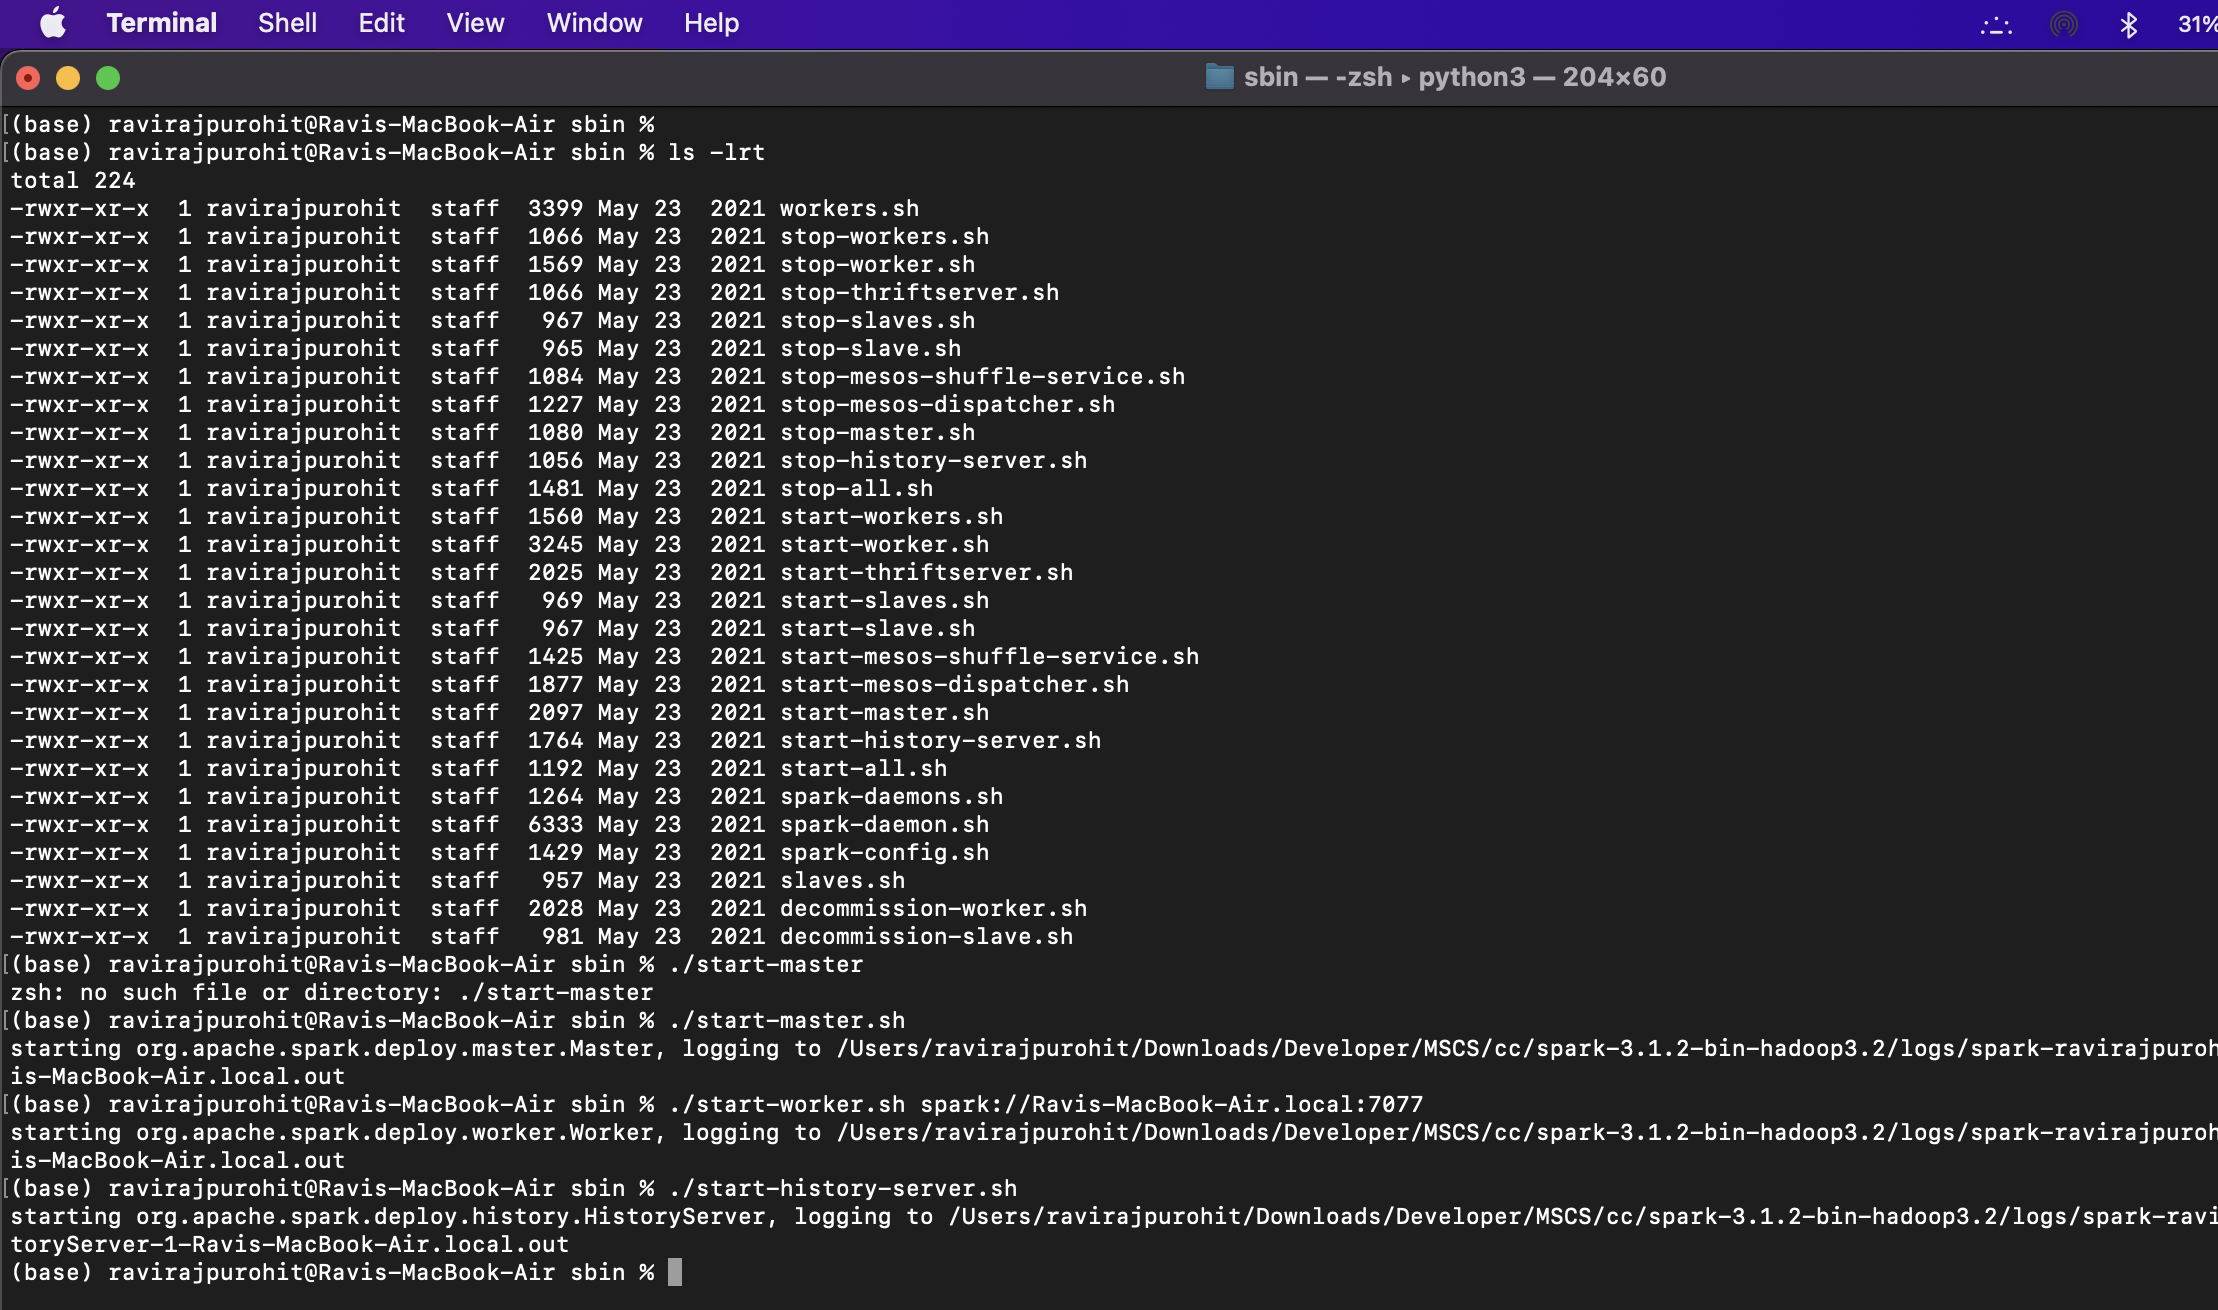 Terminal Shell Edit View Window Help 31%
sbin — -zsh ▸ python3 — 204×60
[(base) ravirajpurohit@Ravis-MacBook-Air sbin %
[(base) ravirajpurohit@Ravis-MacBook-Air sbin % ls -lrt
total 224
-rwxr-xr-x  1 ravirajpurohit  staff  3399 May 23  2021 workers.sh
-rwxr-xr-x  1 ravirajpurohit  staff  1066 May 23  2021 stop-workers.sh
-rwxr-xr-x  1 ravirajpurohit  staff  1569 May 23  2021 stop-worker.sh
-rwxr-xr-x  1 ravirajpurohit  staff  1066 May 23  2021 stop-thriftserver.sh
-rwxr-xr-x  1 ravirajpurohit  staff   967 May 23  2021 stop-slaves.sh
-rwxr-xr-x  1 ravirajpurohit  staff   965 May 23  2021 stop-slave.sh
-rwxr-xr-x  1 ravirajpurohit  staff  1084 May 23  2021 stop-mesos-shuffle-service.sh
-rwxr-xr-x  1 ravirajpurohit  staff  1227 May 23  2021 stop-mesos-dispatcher.sh
-rwxr-xr-x  1 ravirajpurohit  staff  1080 May 23  2021 stop-master.sh
-rwxr-xr-x  1 ravirajpurohit  staff  1056 May 23  2021 stop-history-server.sh
-rwxr-xr-x  1 ravirajpurohit  staff  1481 May 23  2021 stop-all.sh
-rwxr-xr-x  1 ravirajpurohit  staff  1560 May 23  2021 start-workers.sh
-rwxr-xr-x  1 ravirajpurohit  staff  3245 May 23  2021 start-worker.sh
-rwxr-xr-x  1 ravirajpurohit  staff  2025 May 23  2021 start-thriftserver.sh
-rwxr-xr-x  1 ravirajpurohit  staff   969 May 23  2021 start-slaves.sh
-rwxr-xr-x  1 ravirajpurohit  staff   967 May 23  2021 start-slave.sh
-rwxr-xr-x  1 ravirajpurohit  staff  1425 May 23  2021 start-mesos-shuffle-service.sh
-rwxr-xr-x  1 ravirajpurohit  staff  1877 May 23  2021 start-mesos-dispatcher.sh
-rwxr-xr-x  1 ravirajpurohit  staff  2097 May 23  2021 start-master.sh
-rwxr-xr-x  1 ravirajpurohit  staff  1764 May 23  2021 start-history-server.sh
-rwxr-xr-x  1 ravirajpurohit  staff  1192 May 23  2021 start-all.sh
-rwxr-xr-x  1 ravirajpurohit  staff  1264 May 23  2021 spark-daemons.sh
-rwxr-xr-x  1 ravirajpurohit  staff  6333 May 23  2021 spark-daemon.sh
-rwxr-xr-x  1 ravirajpurohit  staff  1429 May 23  2021 spark-config.sh
-rwxr-xr-x  1 ravirajpurohit  staff   957 May 23  2021 slaves.sh
-rwxr-xr-x  1 ravirajpurohit  staff  2028 May 23  2021 decommission-worker.sh
-rwxr-xr-x  1 ravirajpurohit  staff   981 May 23  2021 decommission-slave.sh
[(base) ravirajpurohit@Ravis-MacBook-Air sbin % ./start-master
zsh: no such file or directory: ./start-master
[(base) ravirajpurohit@Ravis-MacBook-Air sbin % ./start-master.sh
starting org.apache.spark.deploy.master.Master, logging to /Users/ravirajpurohit/Downloads/Developer/MSCS/cc/spark-3.1.2-bin-hadoop3.2/logs/spark-ravirajpuroh
is-MacBook-Air.local.out
[(base) ravirajpurohit@Ravis-MacBook-Air sbin % ./start-worker.sh spark://Ravis-MacBook-Air.local:7077
starting org.apache.spark.deploy.worker.Worker, logging to /Users/ravirajpurohit/Downloads/Developer/MSCS/cc/spark-3.1.2-bin-hadoop3.2/logs/spark-ravirajpuroh
is-MacBook-Air.local.out
[(base) ravirajpurohit@Ravis-MacBook-Air sbin % ./start-history-server.sh
starting org.apache.spark.deploy.history.HistoryServer, logging to /Users/ravirajpurohit/Downloads/Developer/MSCS/cc/spark-3.1.2-bin-hadoop3.2/logs/spark-ravi
toryServer-1-Ravis-MacBook-Air.local.out
(base) ravirajpurohit@Ravis-MacBook-Air sbin %